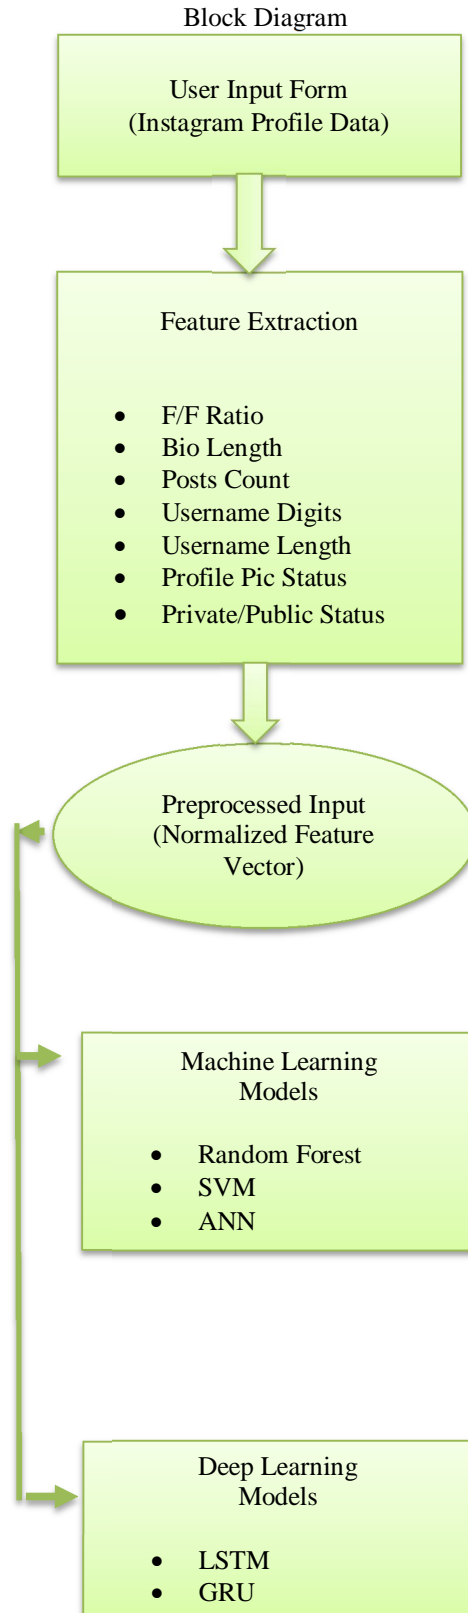 Block Diagram
User Input Form
(Instagram Profile Data)
Feature Extraction
• F/F Ratio
• Bio Length
• Posts Count
• Username Digits
• Username Length
• Profile Pic Status
• Private/Public Status
Preprocessed Input
(Normalized Feature
Vector)
Machine Learning
Models
• Random Forest
• SVM
• ANN
Deep Learning
Models
• LSTM
• GRU